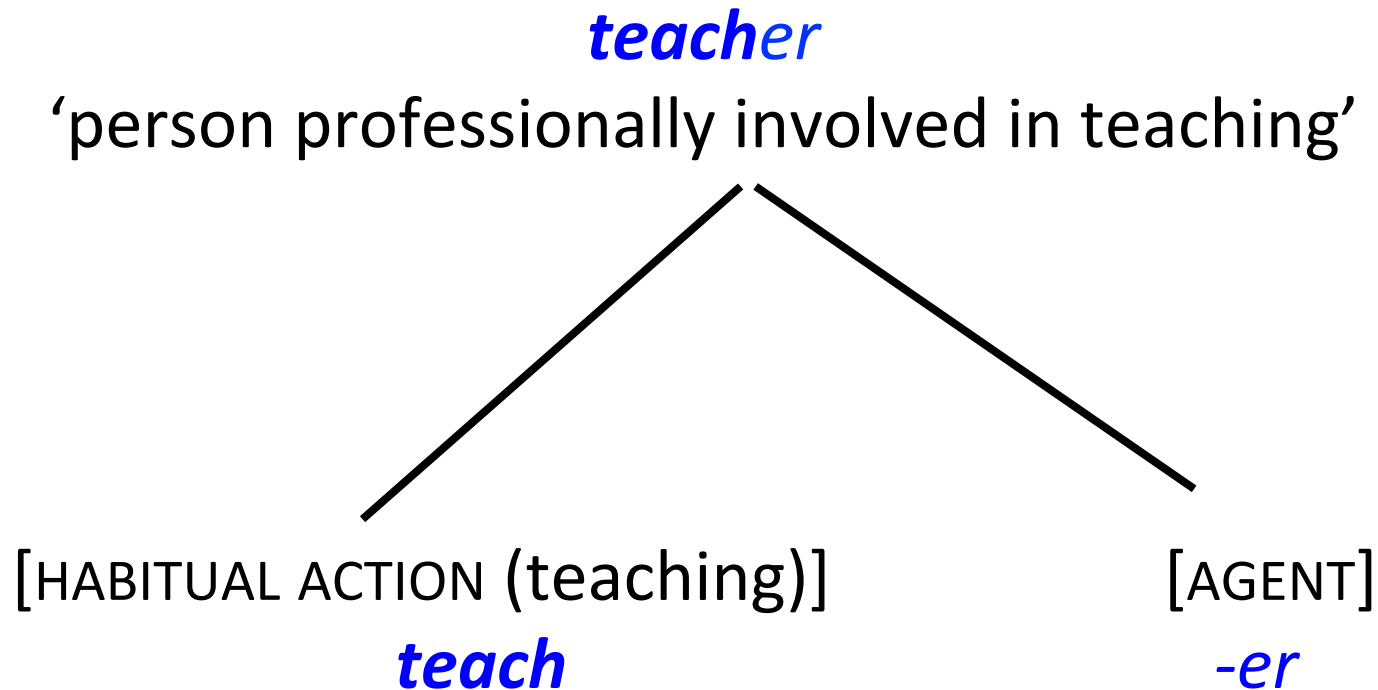 teacher
‘person professionally involved in teaching’
[HABITUAL ACTION (teaching)] [AGENT]
teach -er